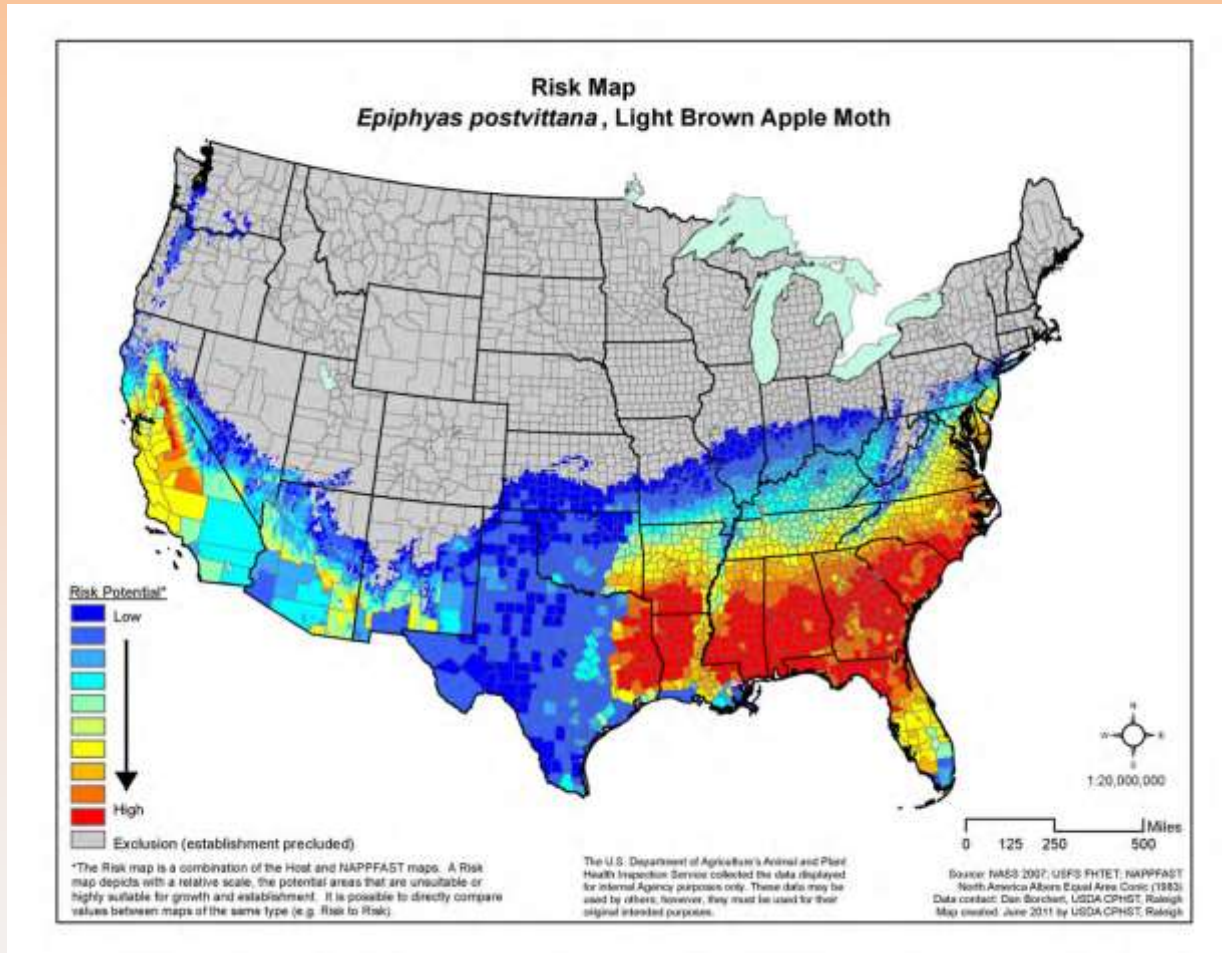 Risk Map
Epiphyas postvittana , Light Brown Apple Moth
Risk Potential*
Low
High
Exclusion (establishment precluded)
N
W
E
S
1:20,000,000
Miles
0 125 250 500
*The Risk map is a combination of the Host and NAPPFAST maps. A Risk
map depicts with a relative scale, the potential areas that are unsuitable or
highly suitable for growth and establishment. It is possible to directly compare
values between maps of the same type (e.g. Risk to Risk).
The U.S. Department of Agriculture's Animal and Plant
Health Inspection Service collected the data displayed
for internal Agency purposes only. These data may be
used by others; however, they must be used for their
original intended purposes.
Source: NASS 2007; USFS FHTET; NAPPFAST
North America Albers Equal Area Conic (1983)
Data contact: Dan Borchert, USDA CPHST, Raleigh
Map created: June 2011 by USDA CPHST, Raleigh